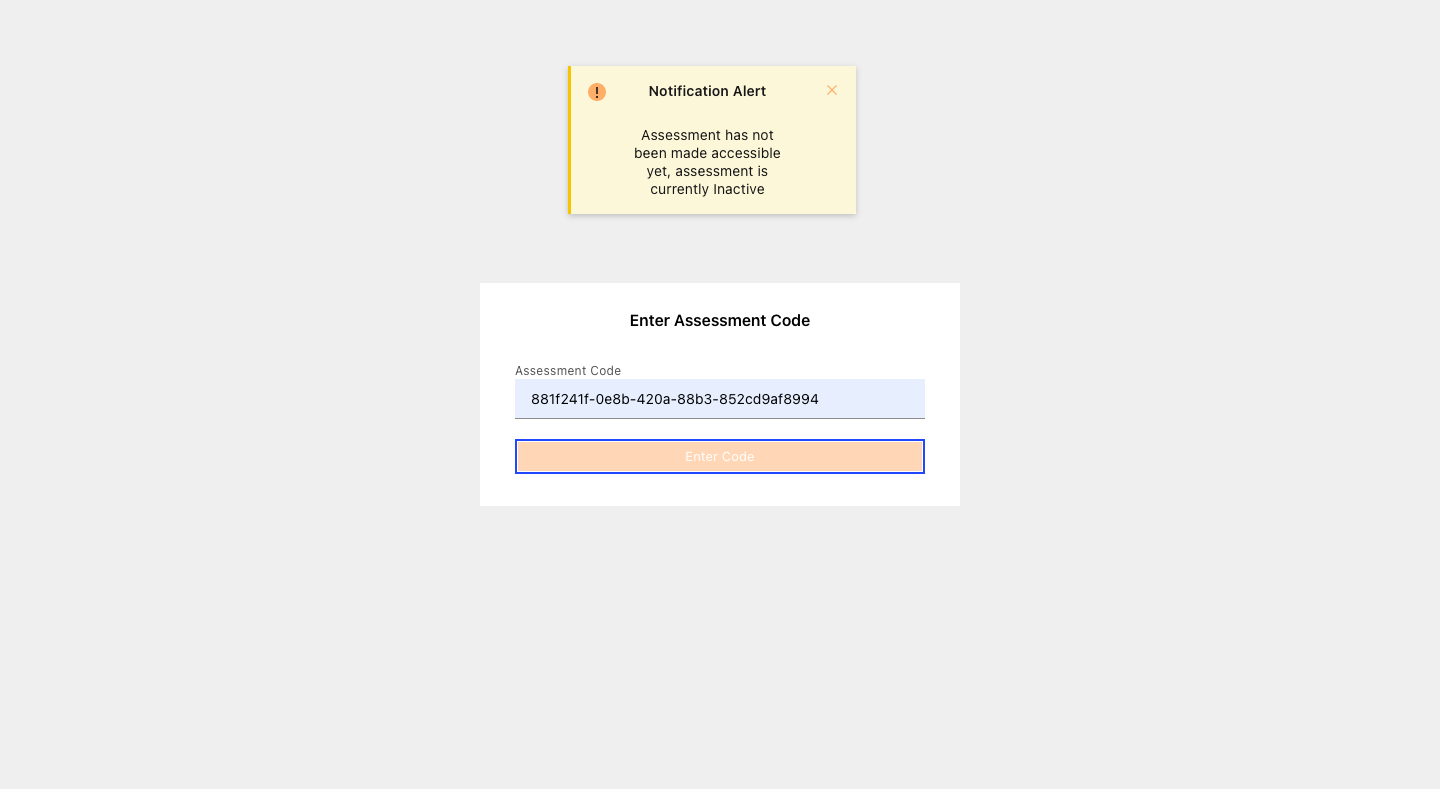 Notification Alert
Assessment has not
been made accessible
yet, assessment is
currently Inactive
Enter Assessment Code
Assessment Code
881f241f-0e8b-420a-88b3-852cd9af8994
Enter Code